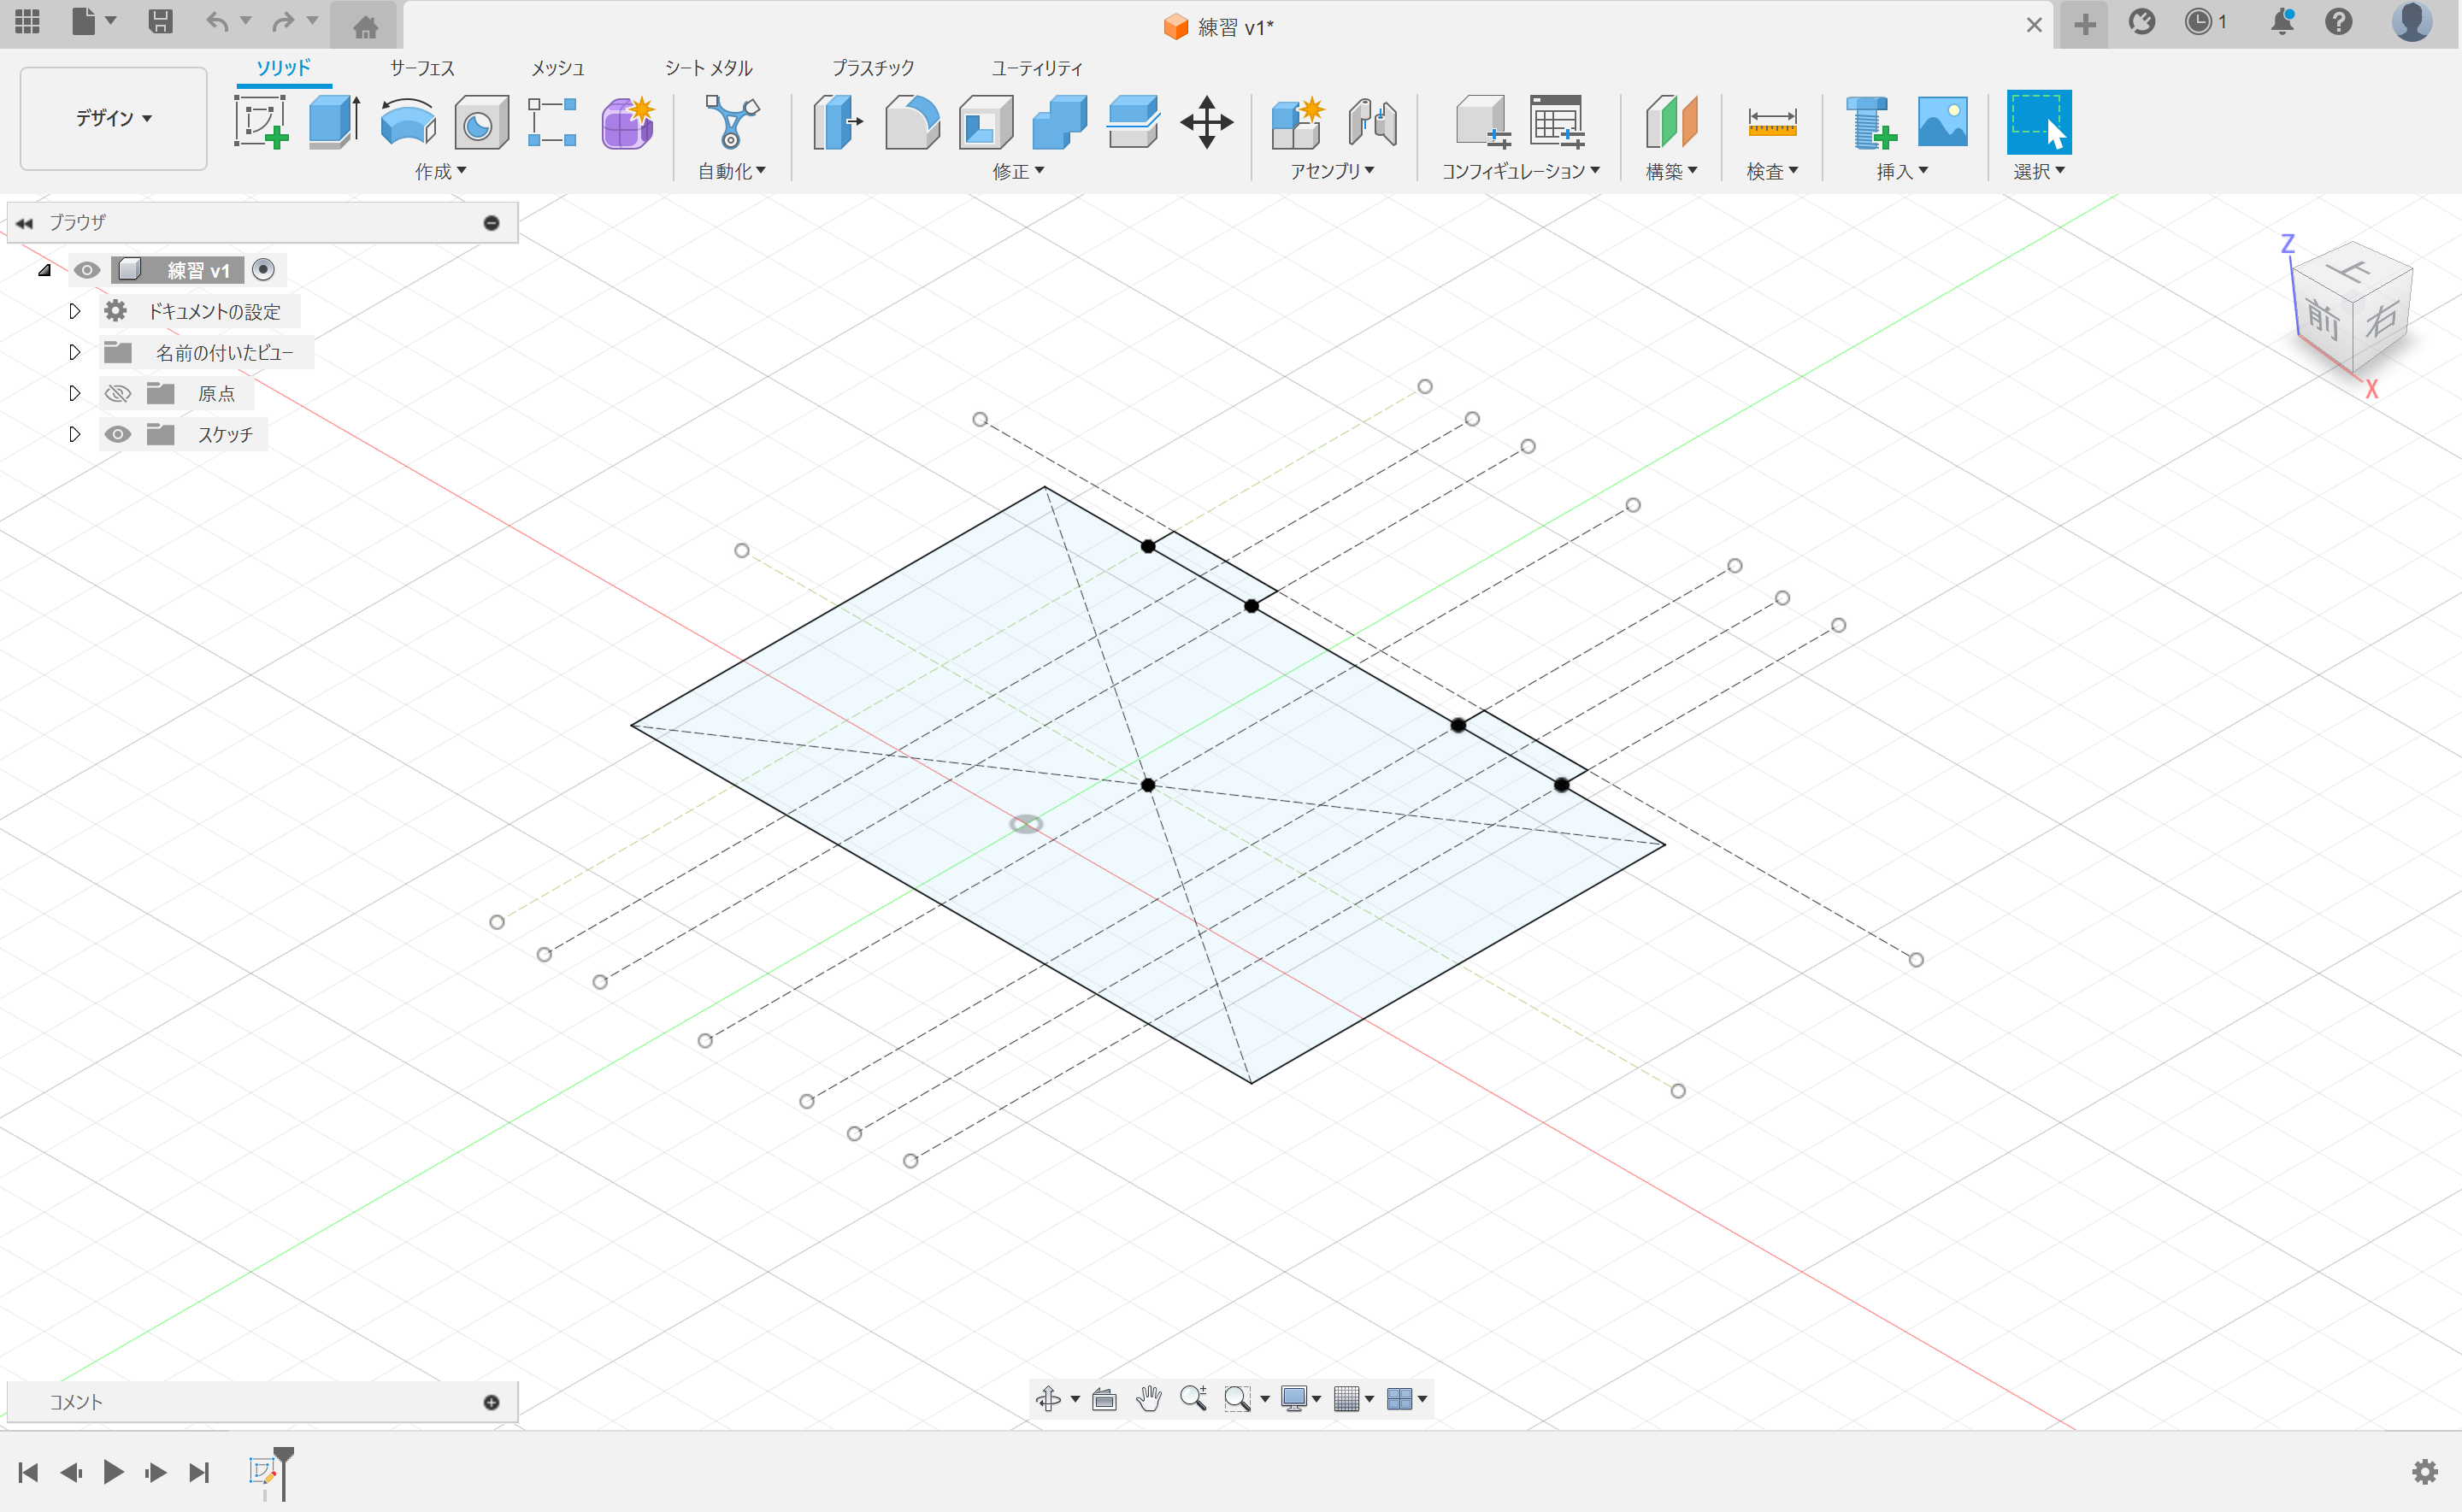 練習 v1*
1
ソリッド サーフェス メッシュ シート メタル プラスチック ユーティリティ
デザイン
作成 自動化 修正 アセンブリ コンフィギュレーション 構築 検査 挿入 選択
ブラウザ
練習 v1
ドキュメントの設定
名前の付いたビュー
原点
スケッチ
Z
上
前 右
X
コメント